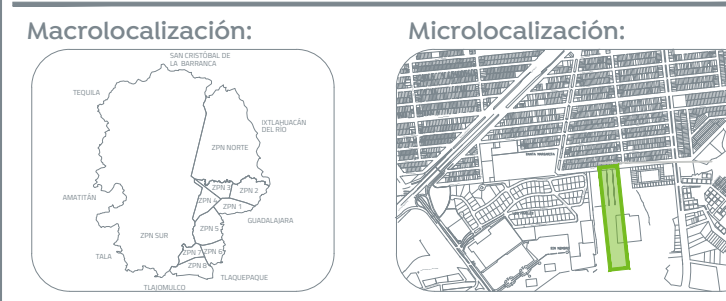 Macrolocalización:
SAN CRISTÓBAL DE
LA BARRANCA
TEQUILA
IXTLAHUACÁN
DEL RÍO
ZPN NORTE
ZPN 3
ZPN 2
AMATITÁN
ZPN 4
ZPN 1
GUADALAJARA
ZPN 5
ZPN SUR
TALA
ZPN 7
ZPN 6
ZPN 8
TLAQUEPAQUE
TLAJOMULCO
Microlocalización: